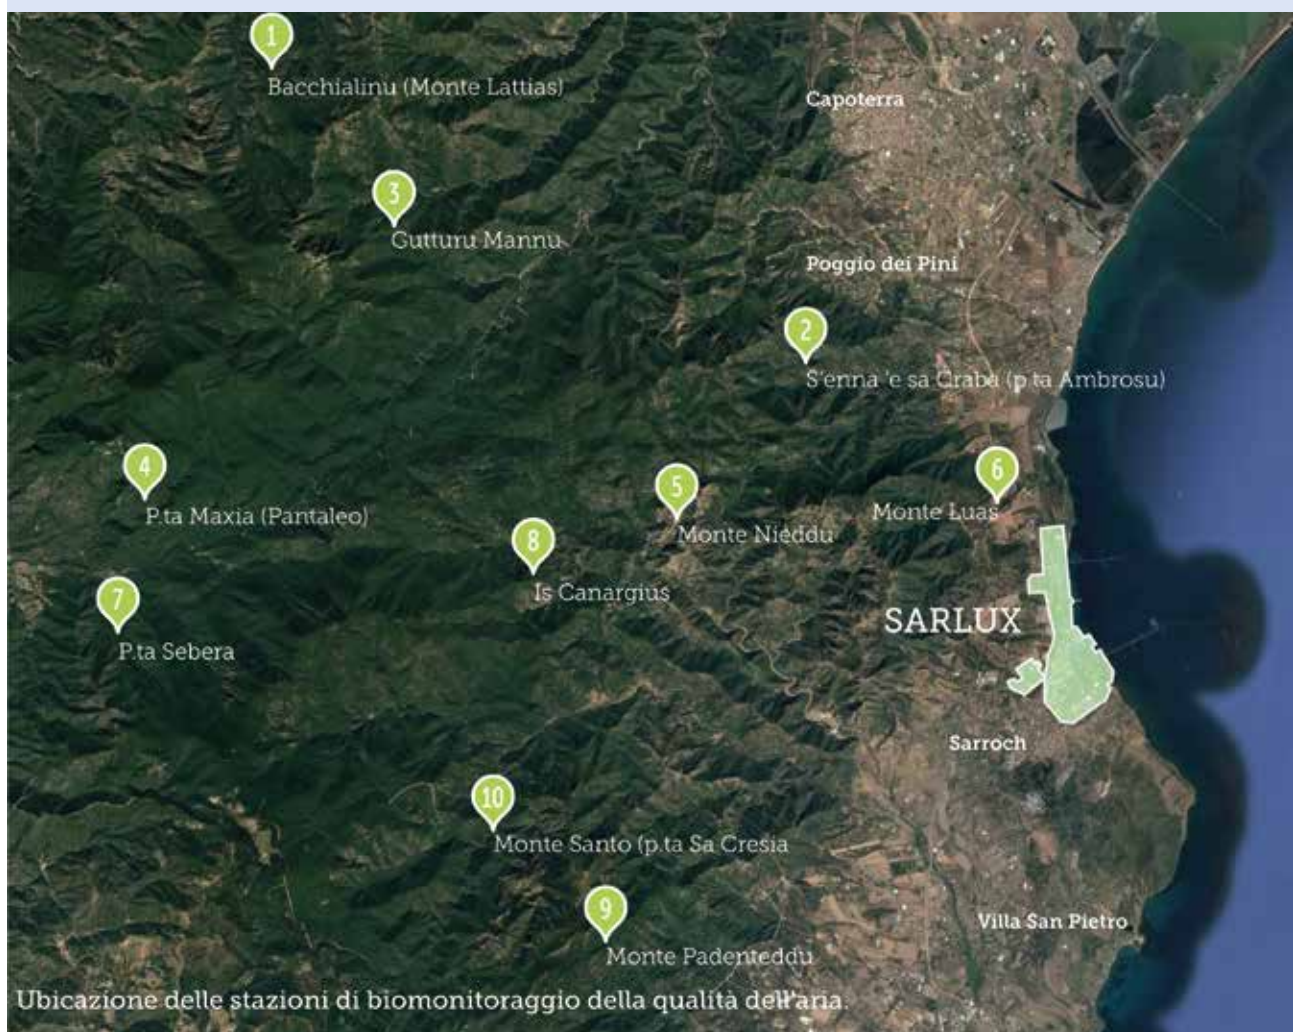 1
Bacchialinu (Monte Lattias)
Capoterra
3
Gutturu Mannu
Poggio dei Pini
2
S'enna 'e sa Craba (p.ta Ambrosu)
4
P.ta Maxia (Pantaleo)
5
Monte Nieddu
6
Monte Luas
8
Is Canargius
7
P.ta Sebera
SARLUX
Sarroch
10
Monte Santo (p.ta Sa Cresia
9
Monte Padenteddu
Villa San Pietro
Ubicazione delle stazioni di biomonitoraggio della qualità dell'aria.